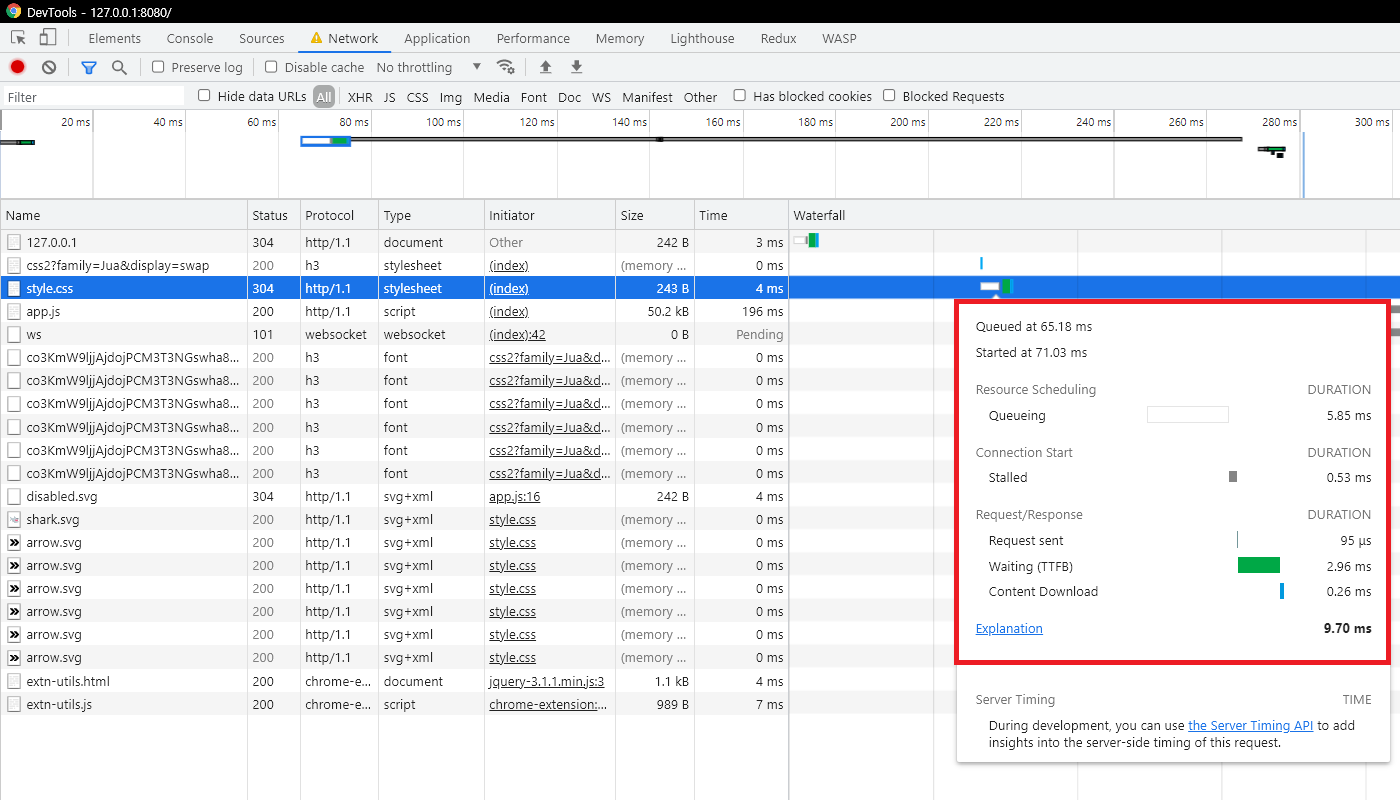 DevTools - 127.0.0.1:8080/
Elements Console Sources Network Application Performance Memory Lighthouse Redux WASP
Preserve log Disable cache No throttling
Filter Hide data URLs All XHR JS CSS Img Media Font Doc WS Manifest Other Has blocked cookies Blocked Requests
20 ms 40 ms 60 ms 80 ms 100 ms 120 ms 140 ms 160 ms 180 ms 200 ms 220 ms 240 ms 260 ms 280 ms 300 ms
Name Status Protocol Type Initiator Size Time Waterfall
127.0.0.1 304 http/1.1 document Other 242 B 3 ms
css2?family=Jua&display=swap 200 h3 stylesheet (index) (memory ... 0 ms
style.css 304 http/1.1 stylesheet (index) 243 B 4 ms
app.js 200 http/1.1 script (index) 50.2 kB 196 ms
ws 101 websocket websocket (index):42 0 B Pending
co3KmW9ljjAjdojPCM3T3NGswha8... 200 h3 font css2?family=Jua&d... (memory ... 0 ms
co3KmW9ljjAjdojPCM3T3NGswha8... 200 h3 font css2?family=Jua&d... (memory ... 0 ms
co3KmW9ljjAjdojPCM3T3NGswha8... 200 h3 font css2?family=Jua&d... (memory ... 0 ms
co3KmW9ljjAjdojPCM3T3NGswha8... 200 h3 font css2?family=Jua&d... (memory ... 0 ms
co3KmW9ljjAjdojPCM3T3NGswha8... 200 h3 font css2?family=Jua&d... (memory ... 0 ms
co3KmW9ljjAjdojPCM3T3NGswha8... 200 h3 font css2?family=Jua&d... (memory ... 0 ms
disabled.svg 304 http/1.1 svg+xml app.js:16 242 B 4 ms
shark.svg 200 http/1.1 svg+xml style.css (memory ... 0 ms
arrow.svg 200 http/1.1 svg+xml style.css (memory ... 0 ms
arrow.svg 200 http/1.1 svg+xml style.css (memory ... 0 ms
arrow.svg 200 http/1.1 svg+xml style.css (memory ... 0 ms
arrow.svg 200 http/1.1 svg+xml style.css (memory ... 0 ms
arrow.svg 200 http/1.1 svg+xml style.css (memory ... 0 ms
arrow.svg 200 http/1.1 svg+xml style.css (memory ... 0 ms
extn-utils.html 200 chrome-e... document jquery-3.1.1.min.js:3 1.1 kB 4 ms
extn-utils.js 200 chrome-e... script chrome-extension:... 989 B 7 ms
Queued at 65.18 ms
Started at 71.03 ms
Resource Scheduling DURATION
Queueing 5.85 ms
Connection Start DURATION
Stalled 0.53 ms
Request/Response DURATION
Request sent 95 µs
Waiting (TTFB) 2.96 ms
Content Download 0.26 ms
Explanation 9.70 ms
Server Timing TIME
During development, you can use the Server Timing API to add
insights into the server-side timing of this request.